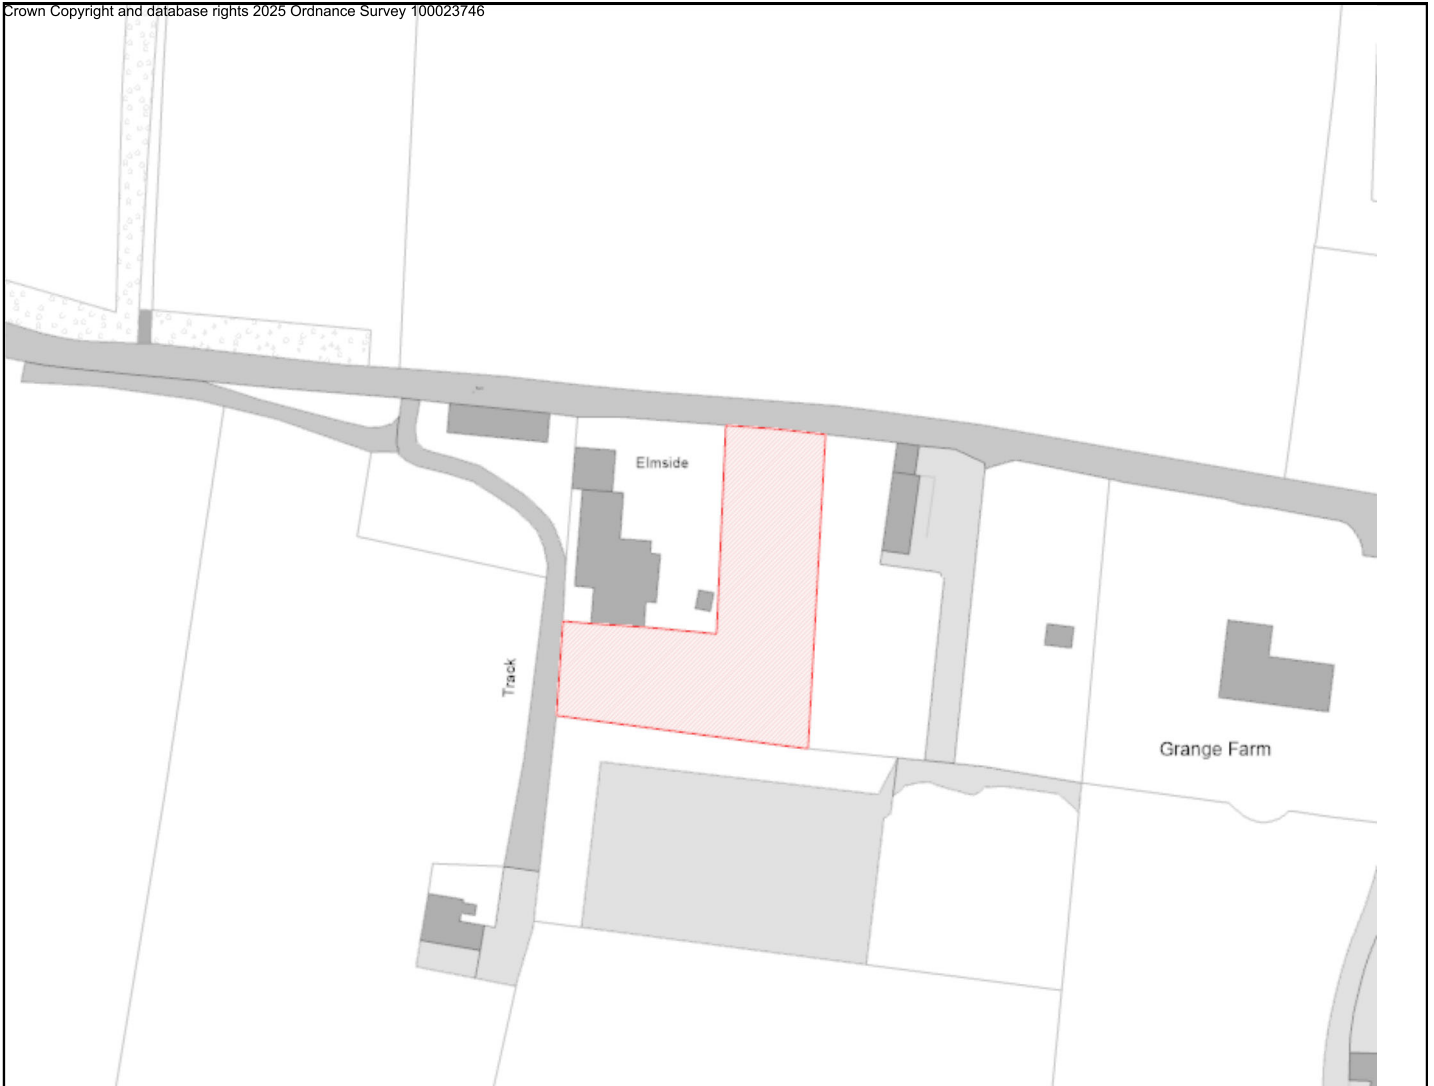 Crown Copyright and database rights 2025 Ordnance Survey 100023746
Elmside
Track
Grange Farm